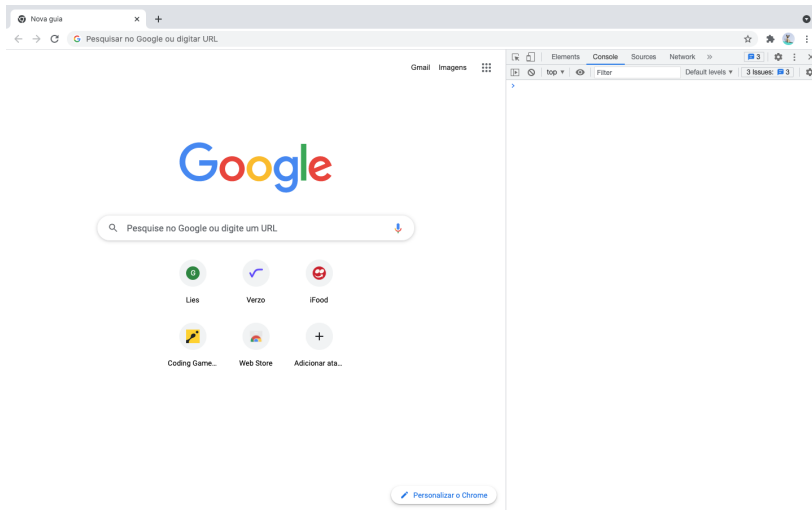 Nova guia
Pesquisar no Google ou digitar URL
Gmail Imagens
Google
Pesquise no Google ou digite um URL
G
Lies Verzo iFood
Coding Game... Web Store Adicionar ata...
Personalizar o Chrome
Elements Console Sources Network 3
top Filter Default levels 3 Issues: 3